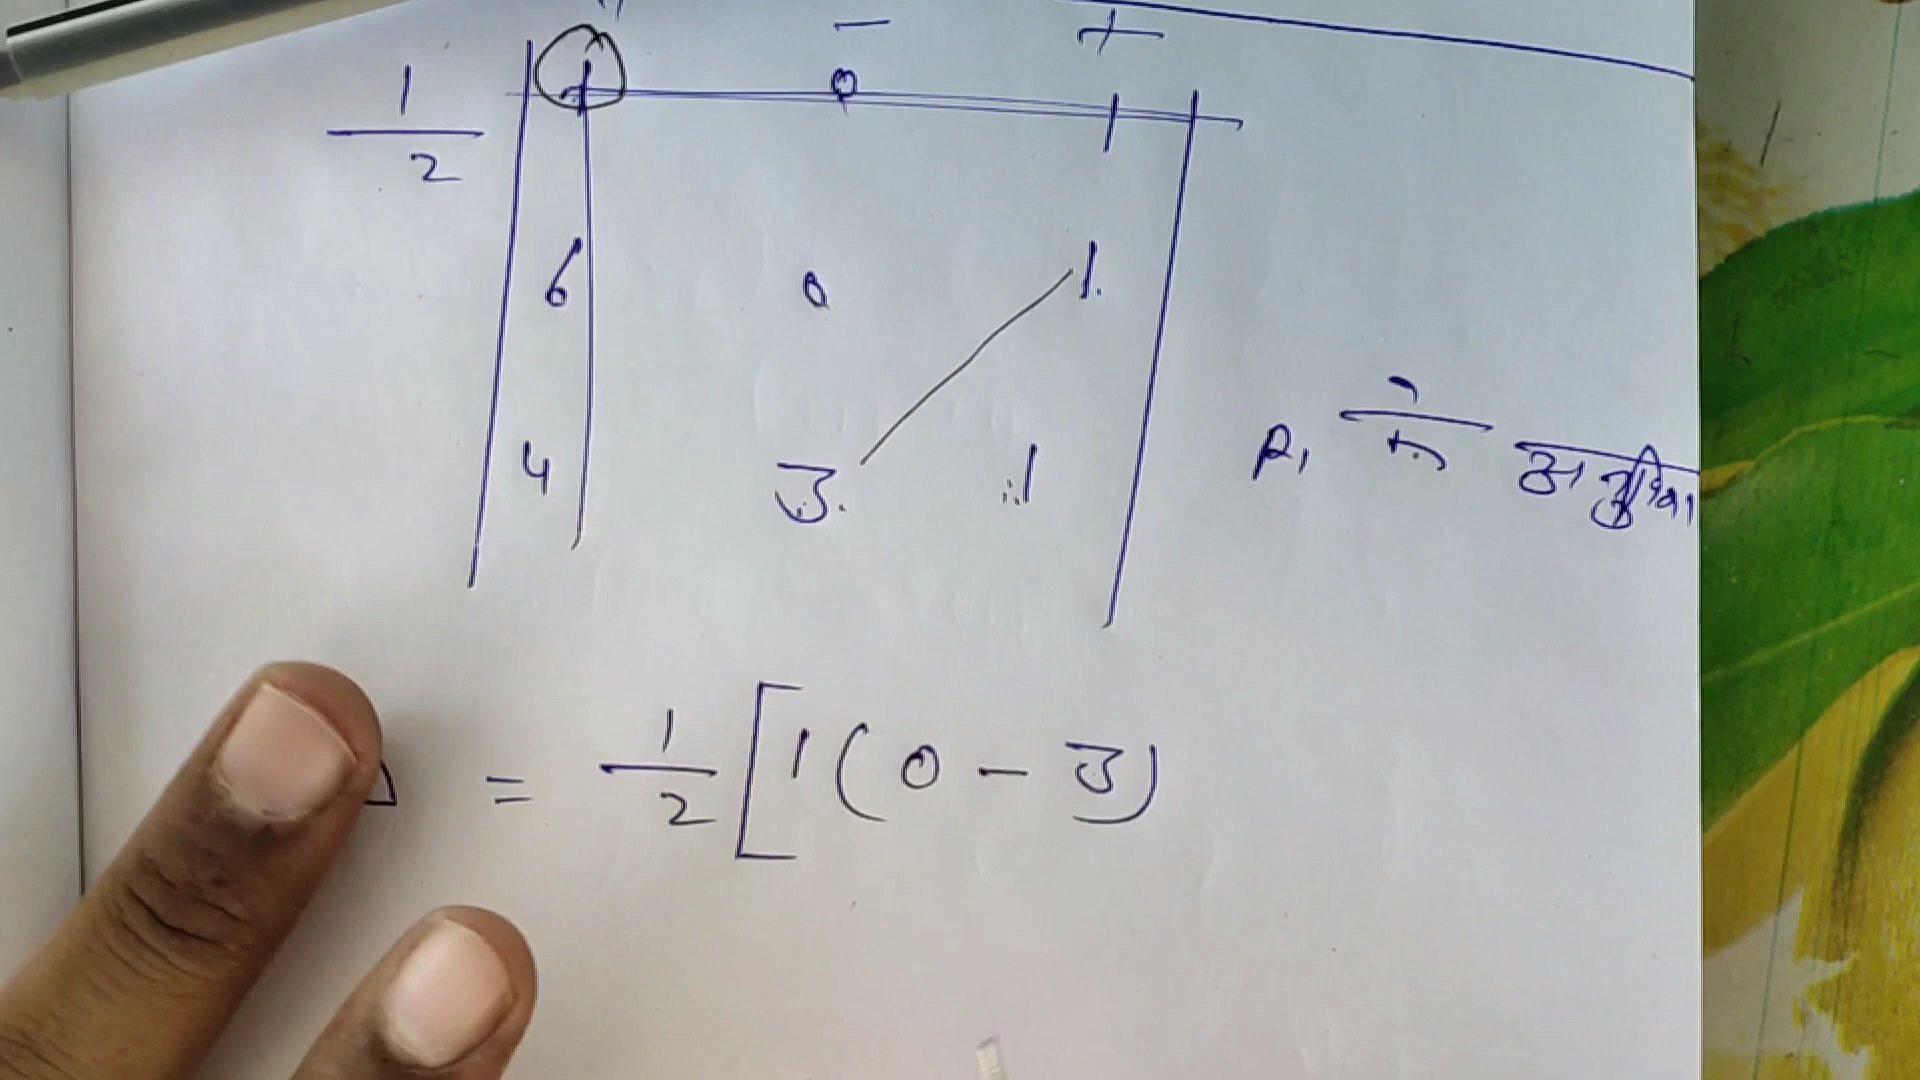 + − +
1/2 | 1 0 1 |
6 0 1
4 3 1
R₁ के अनुदिश
Δ = 1/2 [ 1 ( 0 − 3 )